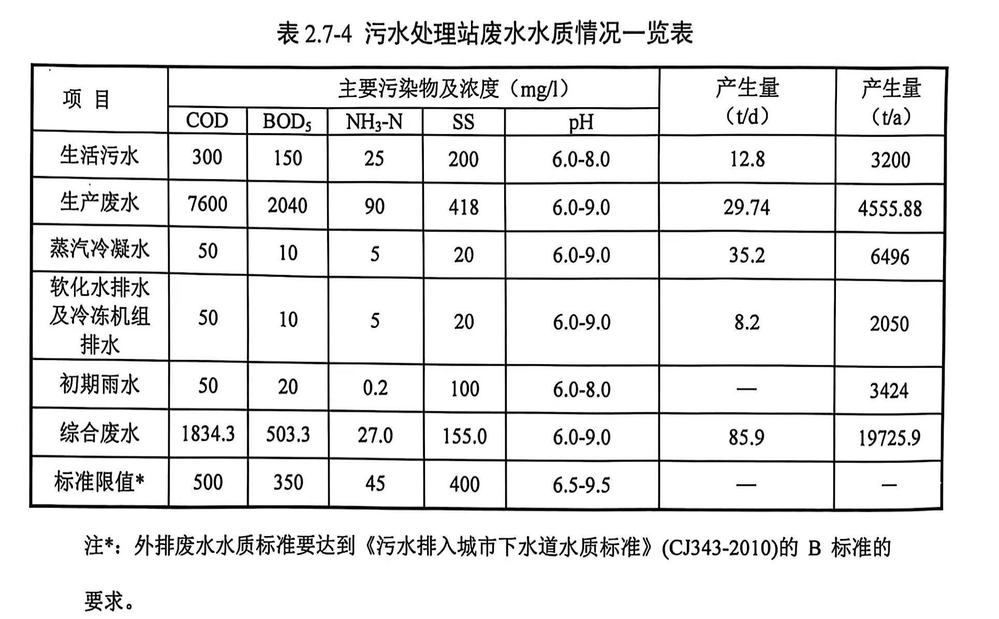 表 2.7-4 污水处理站废水水质情况一览表
项 目 主要污染物及浓度（mg/l） 产生量（t/d） 产生量（t/a）
COD BOD₅ NH₃-N SS pH
生活污水 300 150 25 200 6.0-8.0 12.8 3200
生产废水 7600 2040 90 418 6.0-9.0 29.74 4555.88
蒸汽冷凝水 50 10 5 20 6.0-9.0 35.2 6496
软化水排水
及冷冻机组 50 10 5 20 6.0-9.0 8.2 2050
排水
初期雨水 50 20 0.2 100 6.0-8.0 — 3424
综合废水 1834.3 503.3 27.0 155.0 6.0-9.0 85.9 19725.9
标准限值* 500 350 45 400 6.5-9.5 — —
注*：外排废水水质标准要达到《污水排入城市下水道水质标准》(CJ343-2010)的 B 标准的
要求。